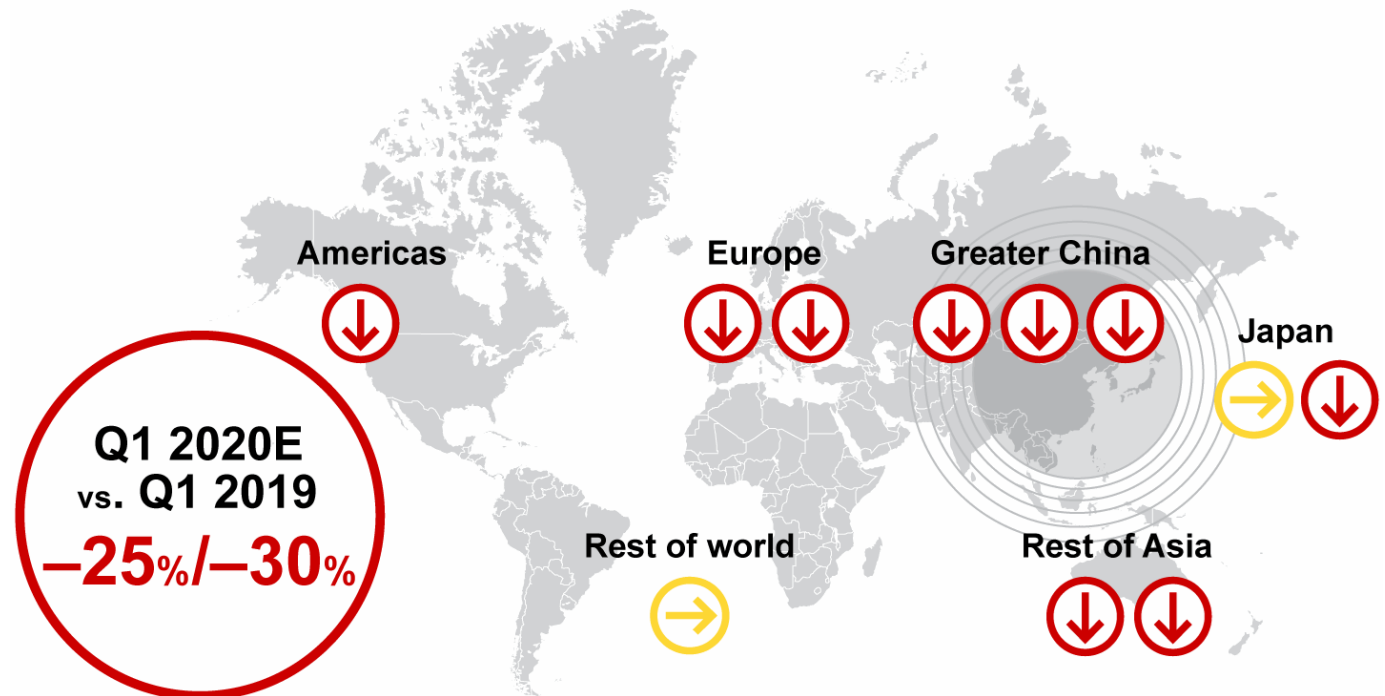 Americas
Europe
Greater China
Japan
Q1 2020E
vs. Q1 2019
–25%/–30%
Rest of world
Rest of Asia